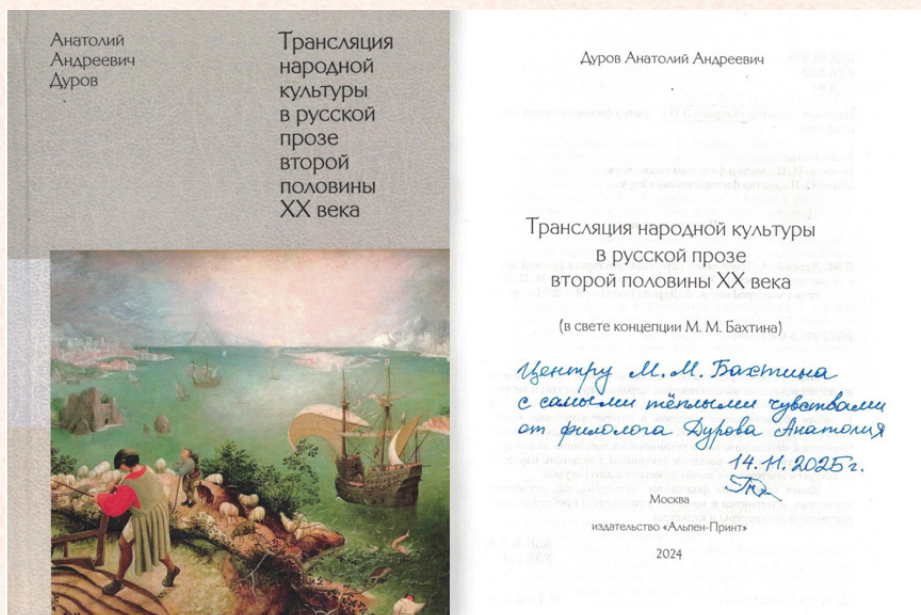 Анатолий
Андреевич
Дуров
Трансляция
народной
культуры
в русской
прозе
второй
половины
XX века
Дуров Анатолий Андреевич
Трансляция народной культуры
в русской прозе
второй половины XX века
(в свете концепции М. М. Бахтина)
Центру М. М. Бахтина
с самыми тёплыми чувствами
от филолога Дурова Анатолия
14.11.2025 г.
Москва
издательство «Альпен-Принт»
2024